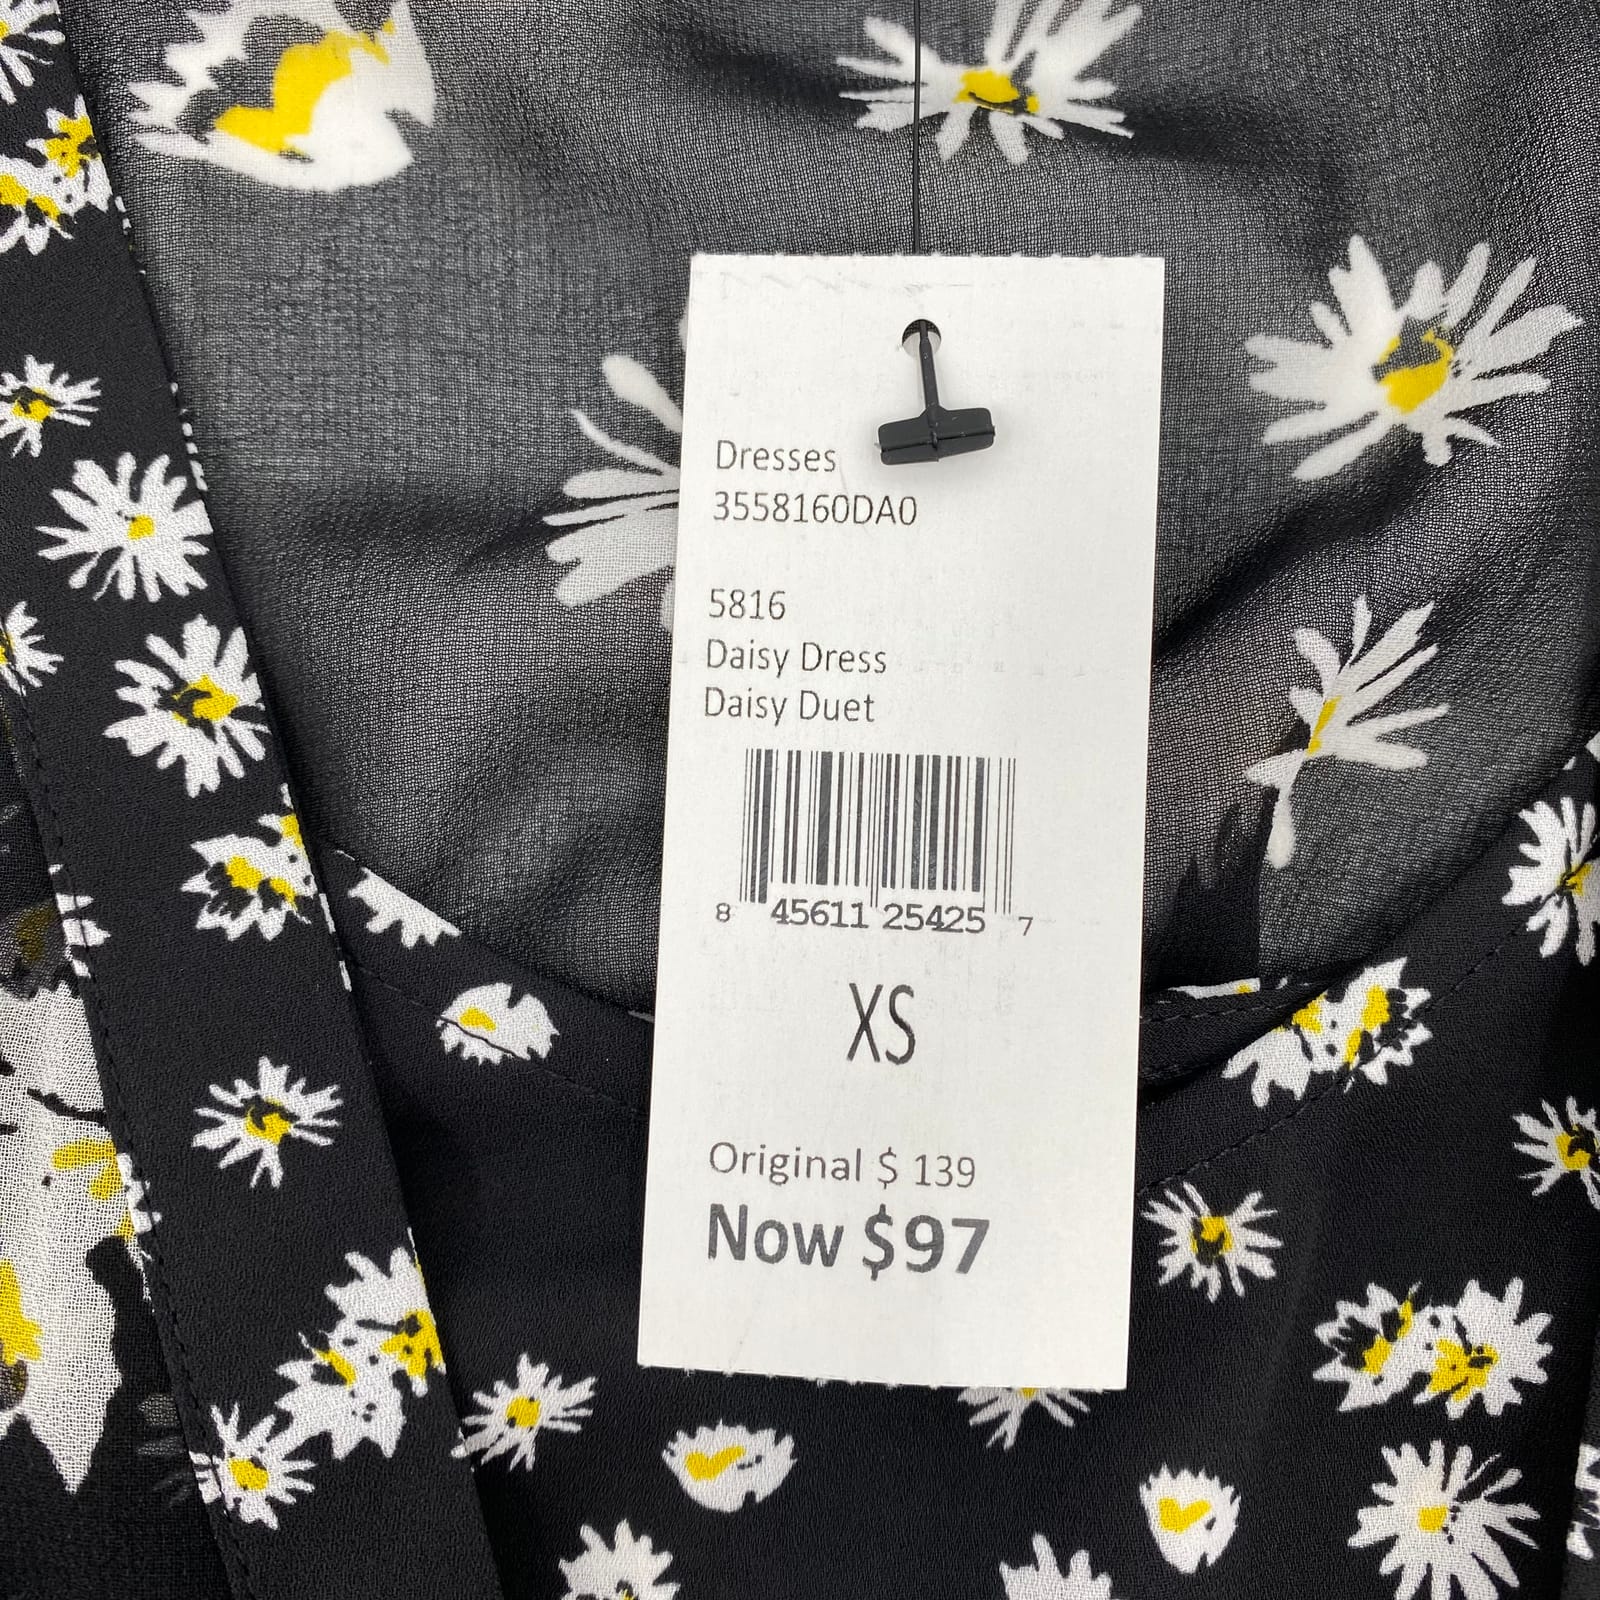 Dresses
3558160DA0
5816
Daisy Dress
Daisy Duet
8 45611 25425 7
XS
Original $ 139
Now $97